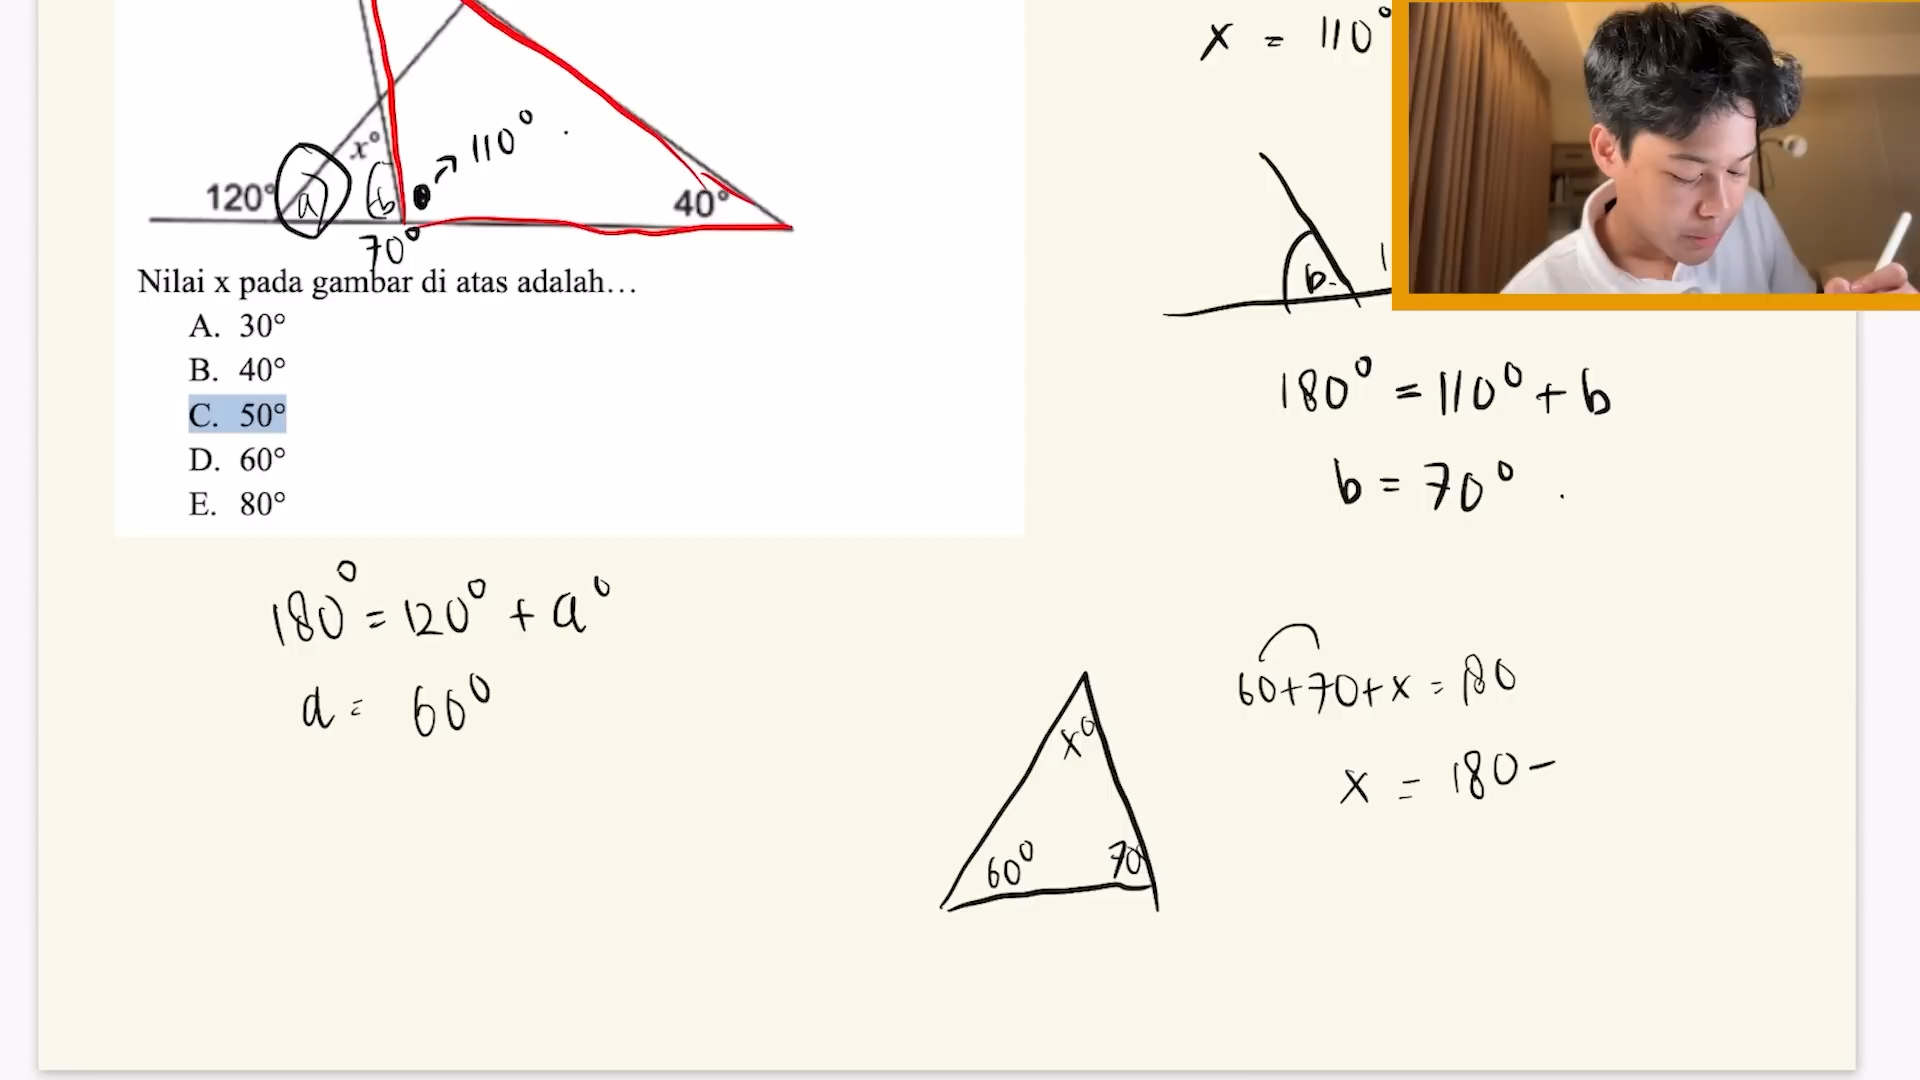 x = 110°
110°
x°
120°
a
b
40°
70°
Nilai x pada gambar di atas adalah…
A. 30°
B. 40°
C. 50°
D. 60°
E. 80°
b
180° = 110° + b
b = 70°
180° = 120° + a°
a = 60°
60+70+x = 180
x = 180 –
x°
60°
70